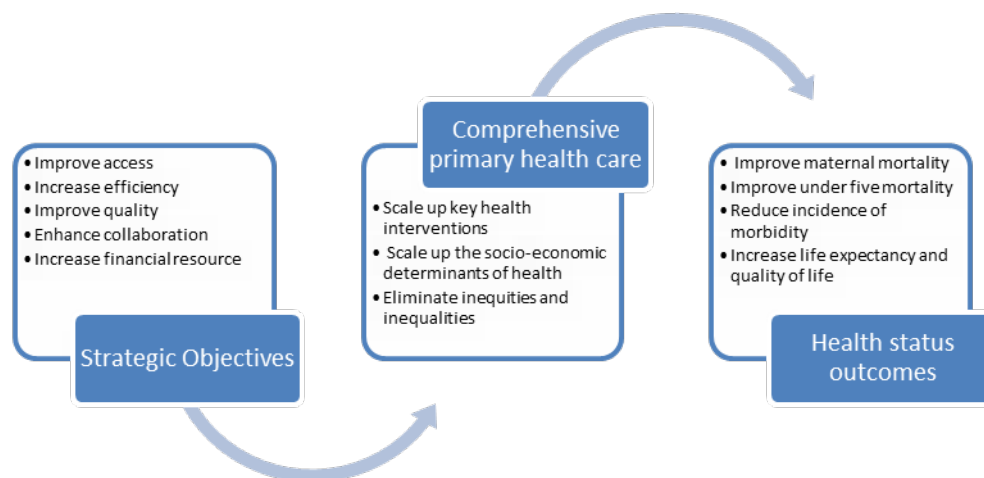 • Improve access
• Increase efficiency
• Improve quality
• Enhance collaboration
• Increase financial resource
Strategic Objectives
Comprehensive
primary health care
• Scale up key health
interventions
• Scale up the socio-economic
determinants of health
• Eliminate inequities and
inequalities
• Improve maternal mortality
• Improve under five mortality
• Reduce incidence of
morbidity
• Increase life expectancy and
quality of life
Health status
outcomes